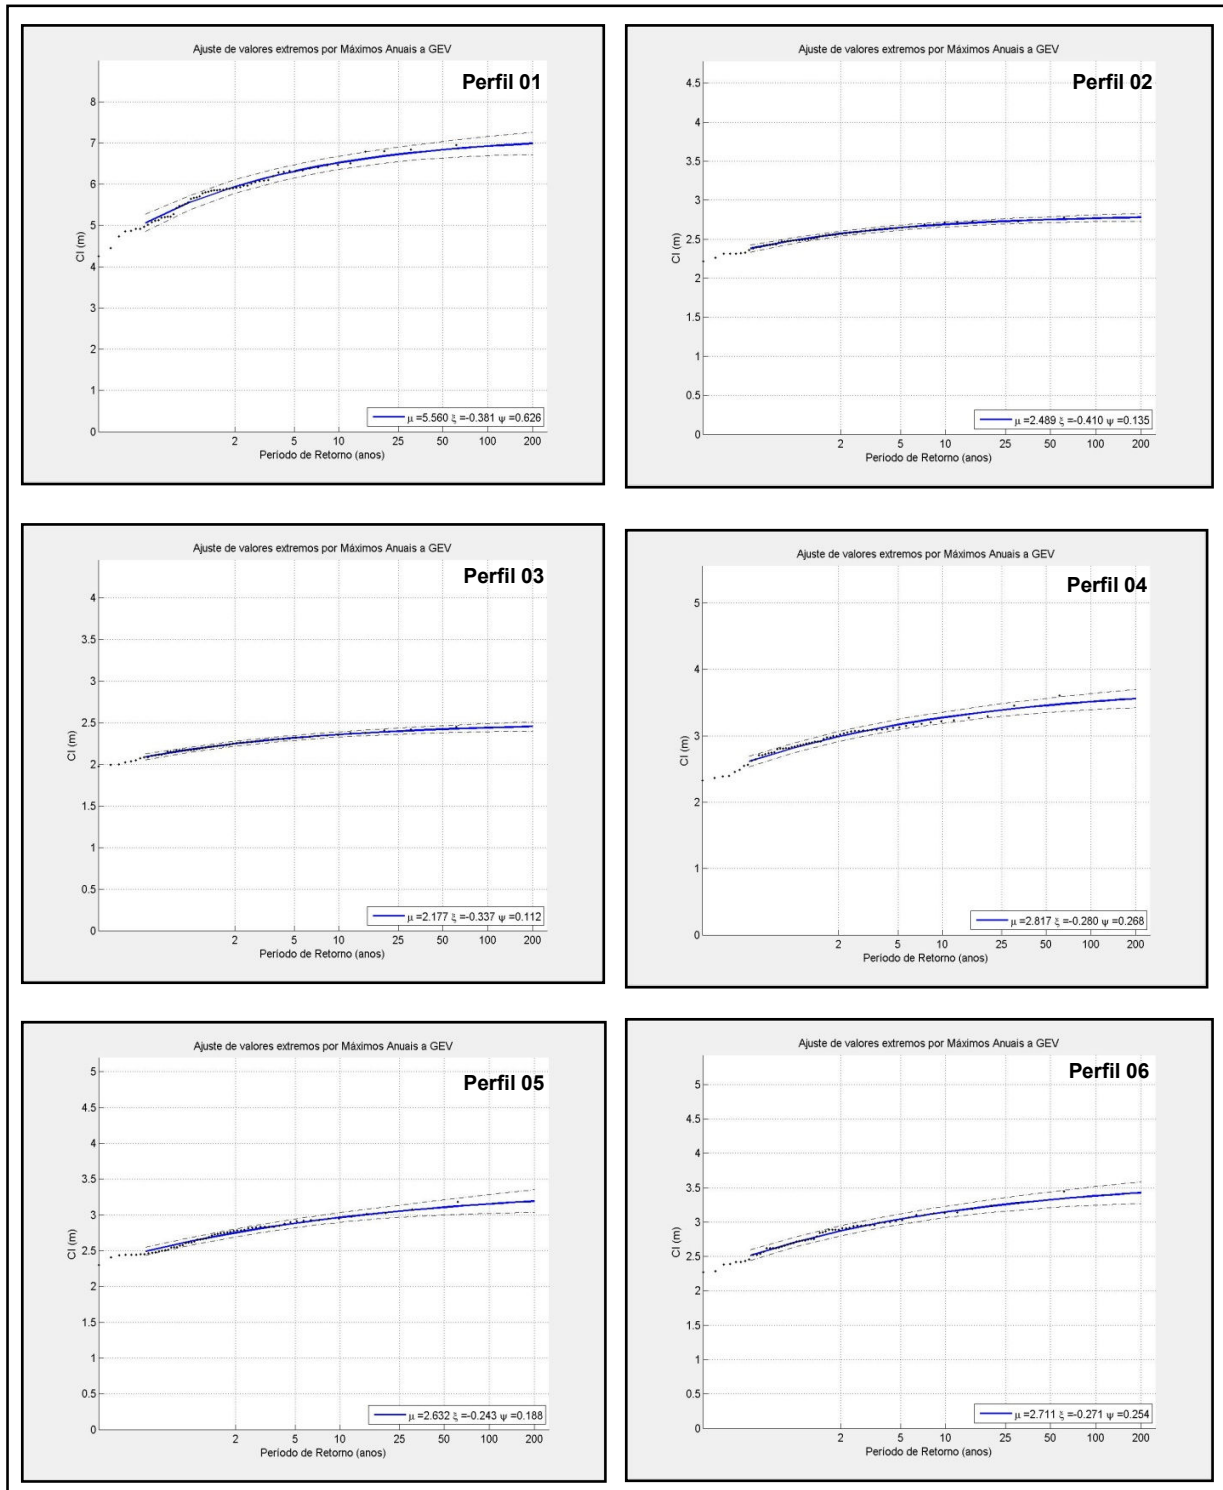 Ajuste de valores extremos por Máximos Anuais a GEV
Perfil 01
8
7
6
5
4
3
2
1
0
CI (m)
2 5 10 25 50 100 200
Período de Retorno (anos)
μ =5.560 ξ =-0.381 ψ =0.626
Ajuste de valores extremos por Máximos Anuais a GEV
Perfil 02
4.5
4
3.5
3
2.5
2
1.5
1
0.5
0
CI (m)
2 5 10 25 50 100 200
Período de Retorno (anos)
μ =2.489 ξ =-0.410 ψ =0.135
Ajuste de valores extremos por Máximos Anuais a GEV
Perfil 03
4
3.5
3
2.5
2
1.5
1
0.5
0
CI (m)
2 5 10 25 50 100 200
Período de Retorno (anos)
μ =2.177 ξ =-0.337 ψ =0.112
Ajuste de valores extremos por Máximos Anuais a GEV
Perfil 04
5
4
3
2
1
0
CI (m)
2 5 10 25 50 100 200
Período de Retorno (anos)
μ =2.817 ξ =-0.280 ψ =0.268
Ajuste de valores extremos por Máximos Anuais a GEV
Perfil 05
5
4.5
4
3.5
3
2.5
2
1.5
1
0.5
0
CI (m)
2 5 10 25 50 100 200
Período de Retorno (anos)
μ =2.632 ξ =-0.243 ψ =0.188
Ajuste de valores extremos por Máximos Anuais a GEV
Perfil 06
5
4.5
4
3.5
3
2.5
2
1.5
1
0.5
0
CI (m)
2 5 10 25 50 100 200
Período de Retorno (anos)
μ =2.711 ξ =-0.271 ψ =0.254